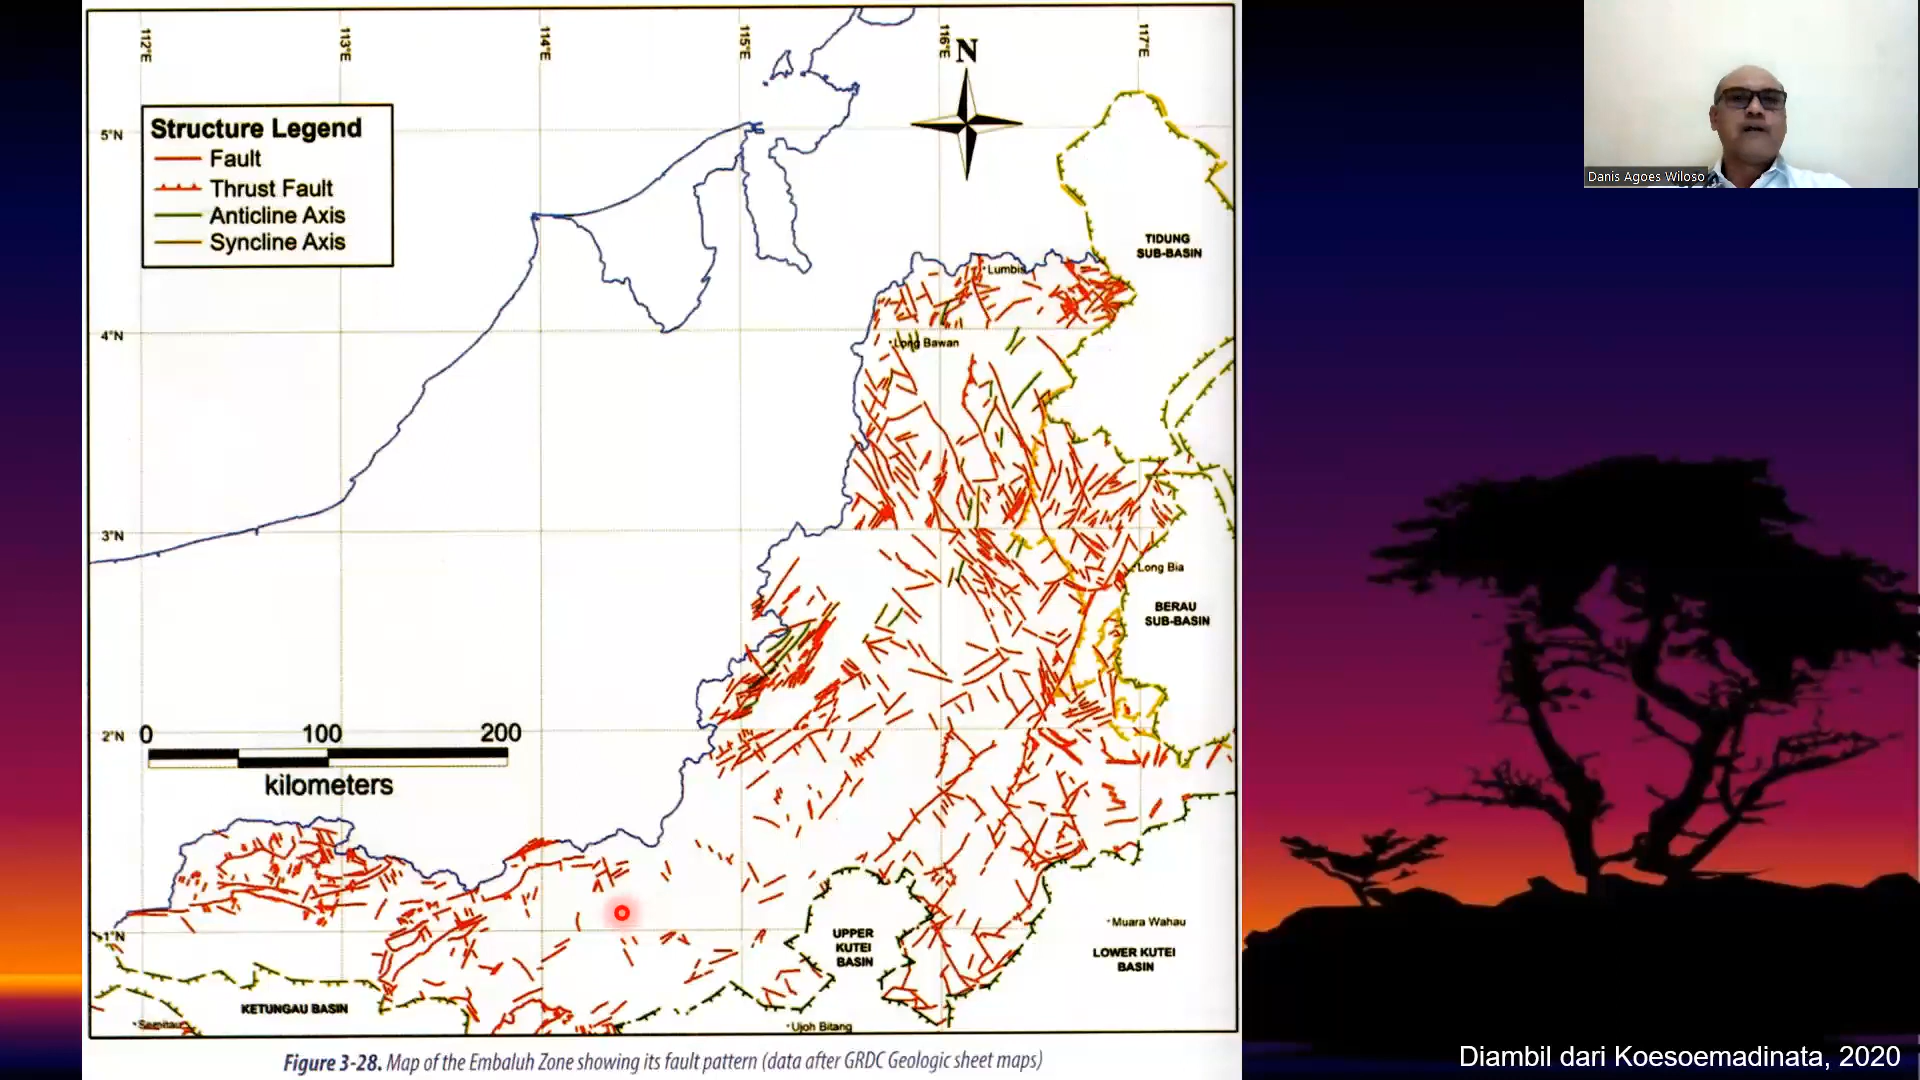 112°E
113°E
114°E
115°E
116°E
117°E
N
Structure Legend
Fault
Thrust Fault
Anticline Axis
Syncline Axis
5°N
4°N
3°N
2°N
1°N
TIDUNG
SUB-BASIN
Lumbis
Long Bawan
Long Bia
BERAU
SUB-BASIN
0 100 200
kilometers
Muara Wahau
UPPER
KUTEI
BASIN
LOWER KUTEI
BASIN
KETUNGAU BASIN
Semitau
Ujoh Bitang
Figure 3-28. Map of the Embaluh Zone showing its fault pattern (data after GRDC Geologic sheet maps)
Danis Agoes Wiloso
Diambil dari Koesoemadinata, 2020